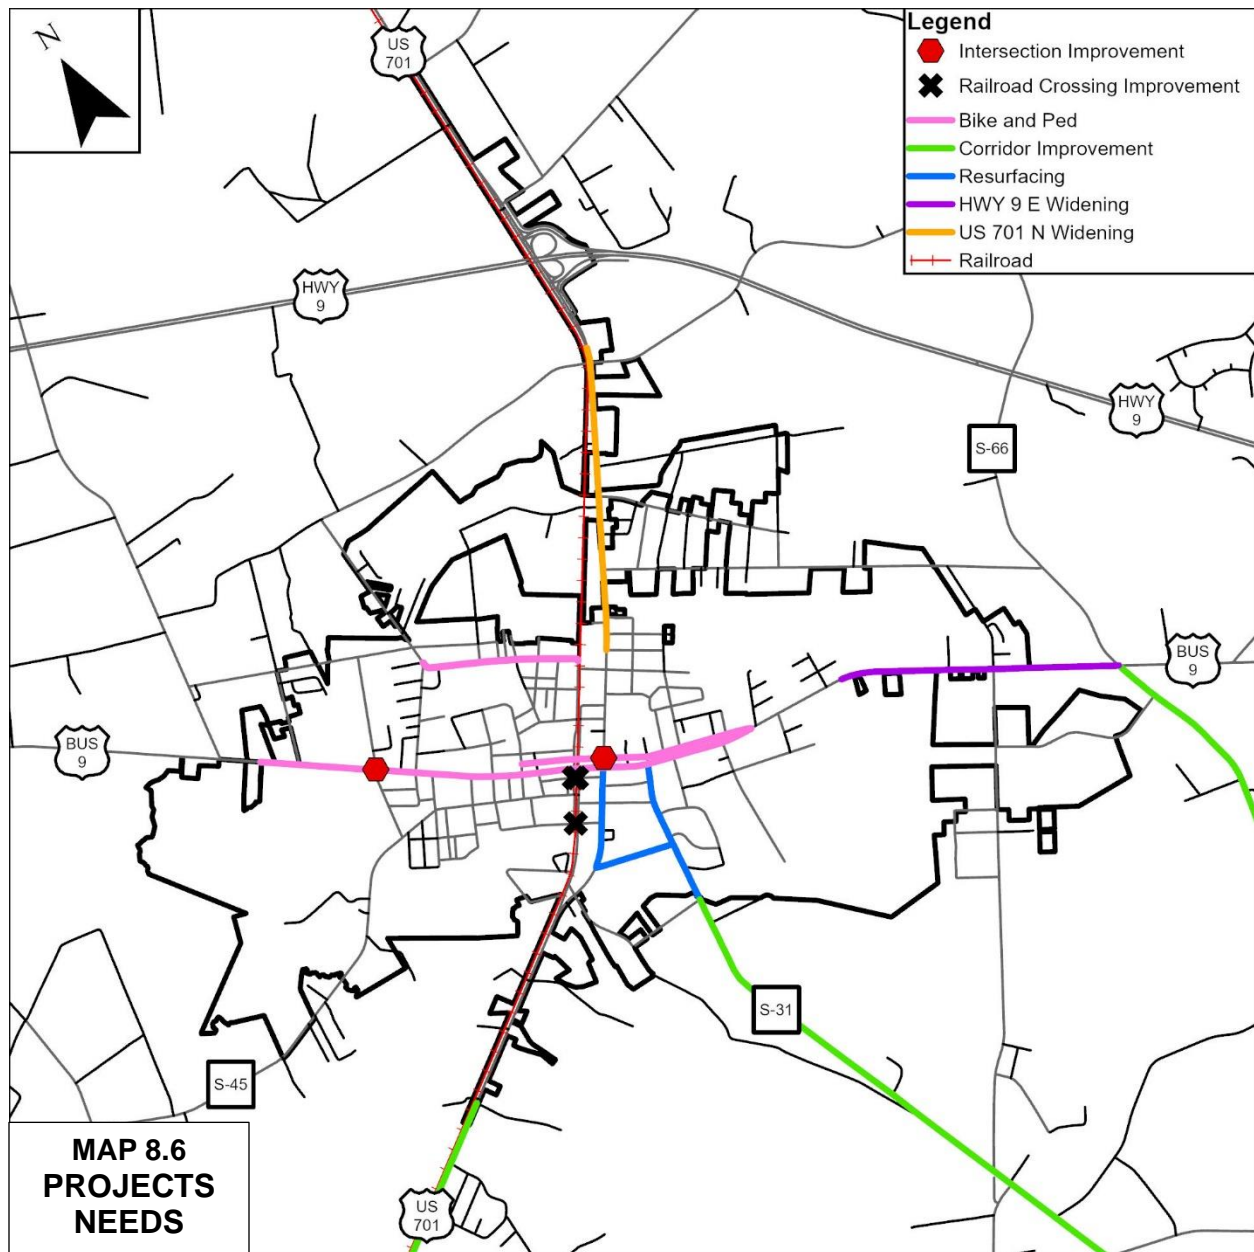 N
US
701
Legend
Intersection Improvement
Railroad Crossing Improvement
Bike and Ped
Corridor Improvement
Resurfacing
HWY 9 E Widening
US 701 N Widening
Railroad
HWY
9
HWY
9
S-66
BUS
9
BUS
9
S-31
S-45
MAP 8.6
PROJECTS
NEEDS
US
701